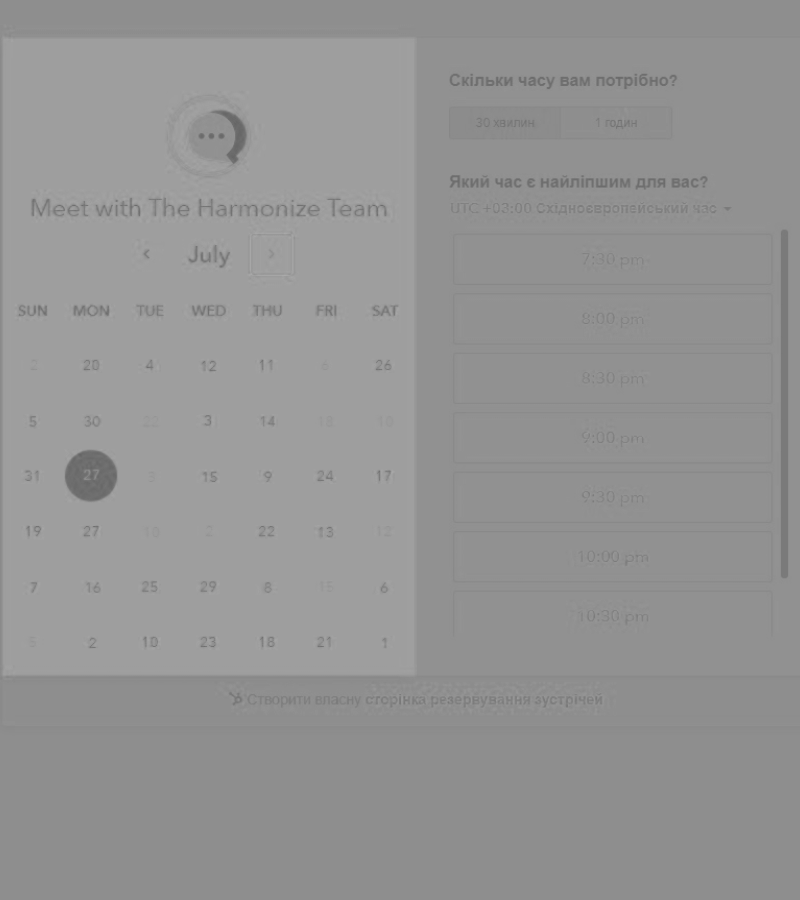 Meet with The Harmonize Team
July
SUN MON TUE WED THU FRI SAT
2 20 4 12 11 6 26
5 30 22 3 14 18
31 27 15 9 24 17
19 27 2 22 13 12
7 16 25 29 8 15 6
5 2 10 23 18 21 1
Скільки часу вам потрібно?
30 хвилин 1 годин
Який час є найліпшим для вас?
UTC +03:00 Східноєвропейський час
7:30 pm
8:00 pm
8:30 pm
9:00 pm
9:30 pm
10:00 pm
10:30 pm
Створити власну сторінка резервування зустрічей